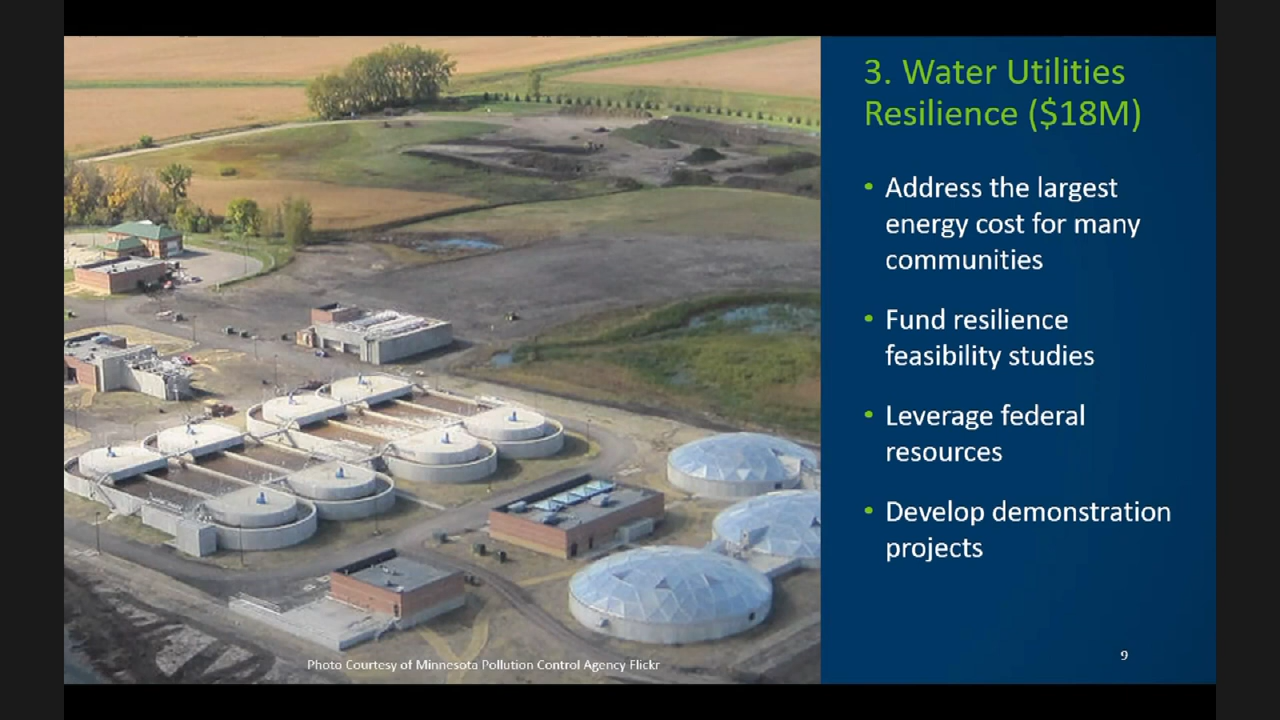 3. Water Utilities
Resilience ($18M)
• Address the largest
energy cost for many
communities
• Fund resilience
feasibility studies
• Leverage federal
resources
• Develop demonstration
projects
Photo Courtesy of Minnesota Pollution Control Agency Flickr
9